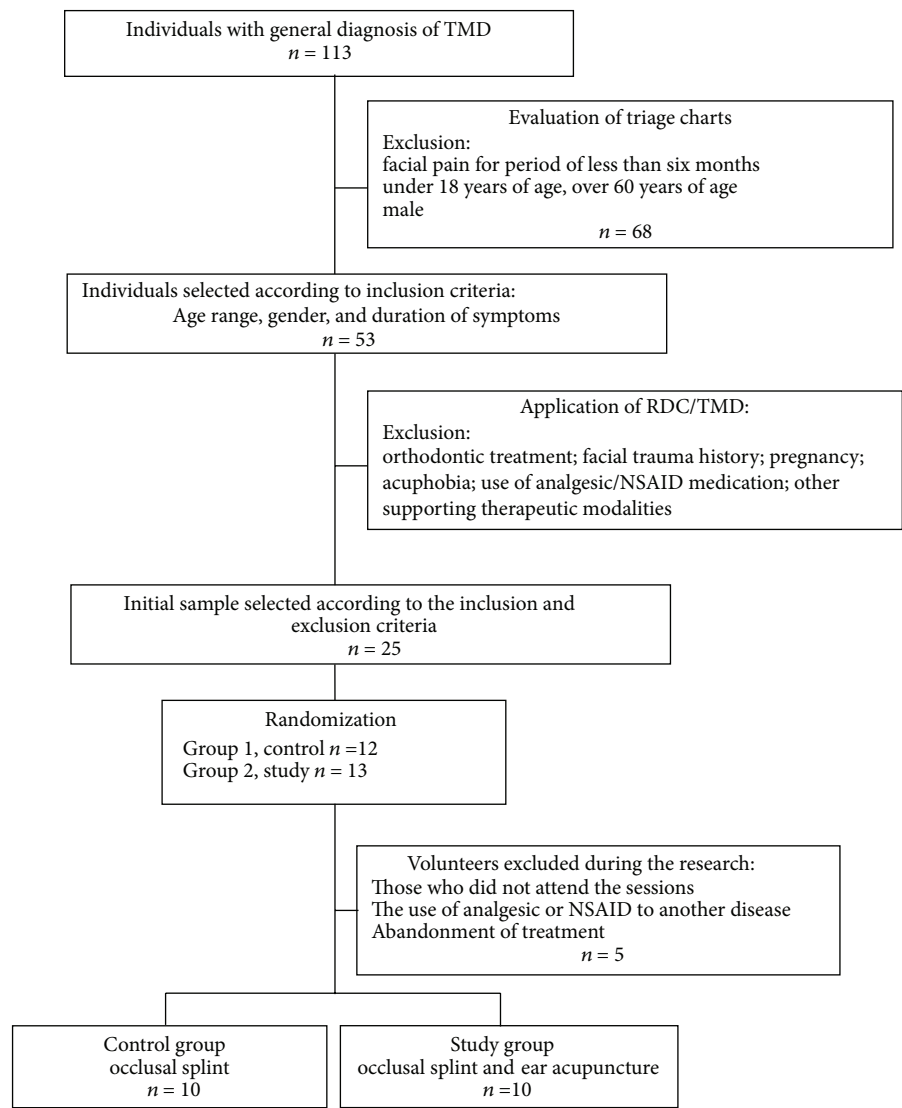 Individuals with general diagnosis of TMD
n = 113
Evaluation of triage charts
Exclusion:
facial pain for period of less than six months
under 18 years of age, over 60 years of age
male
n = 68
Individuals selected according to inclusion criteria:
Age range, gender, and duration of symptoms
n = 53
Application of RDC/TMD:
Exclusion:
orthodontic treatment; facial trauma history; pregnancy;
acuphobia; use of analgesic/NSAID medication; other
supporting therapeutic modalities
Initial sample selected according to the inclusion and
exclusion criteria
n = 25
Randomization
Group 1, control n =12
Group 2, study n = 13
Volunteers excluded during the research:
Those who did not attend the sessions
The use of analgesic or NSAID to another disease
Abandonment of treatment
n = 5
Control group
occlusal splint
n = 10
Study group
occlusal splint and ear acupuncture
n =10